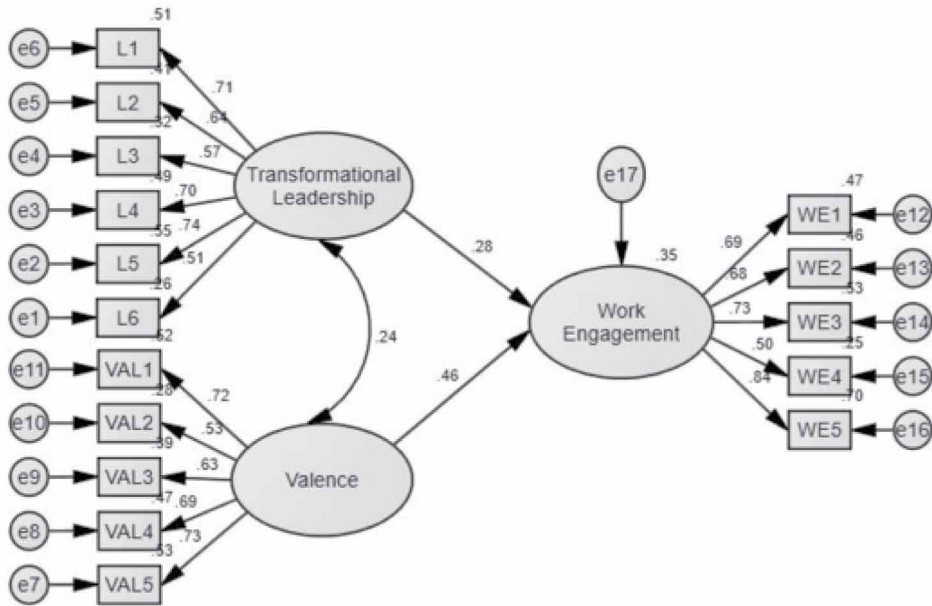 .51
e6 L1
.41
.71
e5 L2
.64
.32
e4 L3
.57
.49
e3 L4
.70
.55
.74
e2 L5
.51
.26
e1 L6
Transformational
Leadership
.52
e11 VAL1
.72
.28
e10 VAL2
.53
.39
e9 VAL3
.63
.47
.69
e8 VAL4
.73
.53
e7 VAL5
Valence
.24
.28
.46
e17
.35
Work
Engagement
.47
WE1 e12
.69
.46
.68
WE2 e13
.53
.73
WE3 e14
.50
.25
WE4 e15
.84
.70
WE5 e16